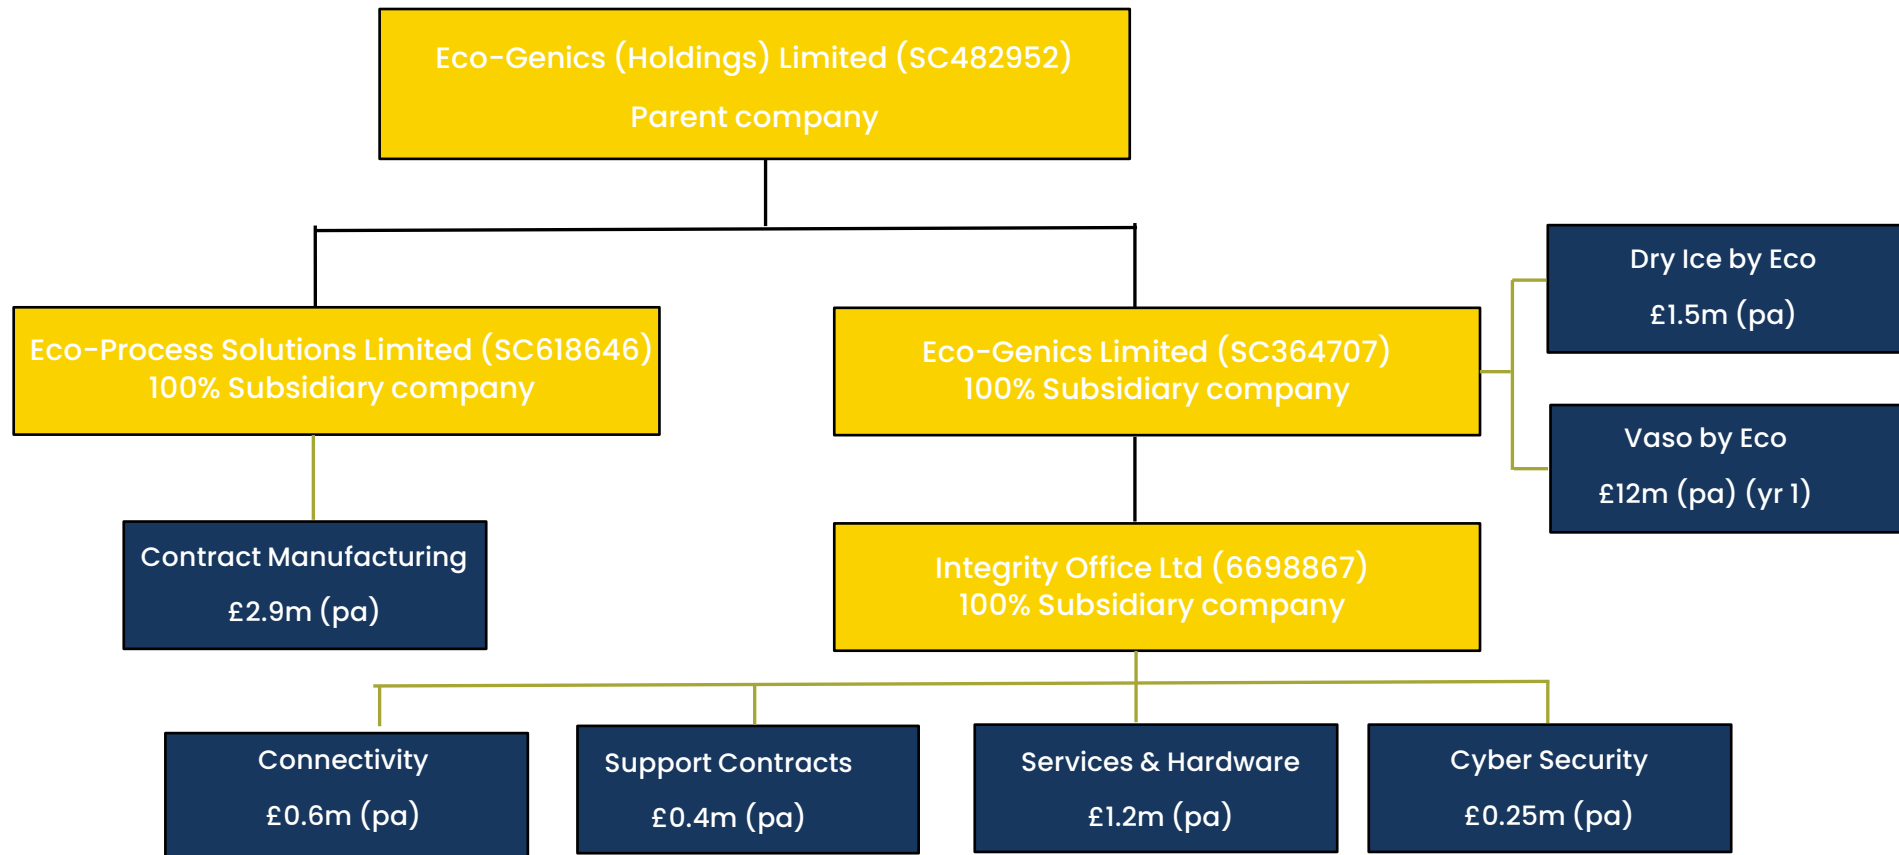 Eco-Genics (Holdings) Limited (SC482952)
Parent company
Dry Ice by Eco
£1.5m (pa)
Eco-Process Solutions Limited (SC618646)
100% Subsidiary company
Eco-Genics Limited (SC364707)
100% Subsidiary company
Vaso by Eco
£12m (pa) (yr 1)
Contract Manufacturing
£2.9m (pa)
Integrity Office Ltd (6698867)
100% Subsidiary company
Connectivity
£0.6m (pa)
Support Contracts
£0.4m (pa)
Services & Hardware
£1.2m (pa)
Cyber Security
£0.25m (pa)